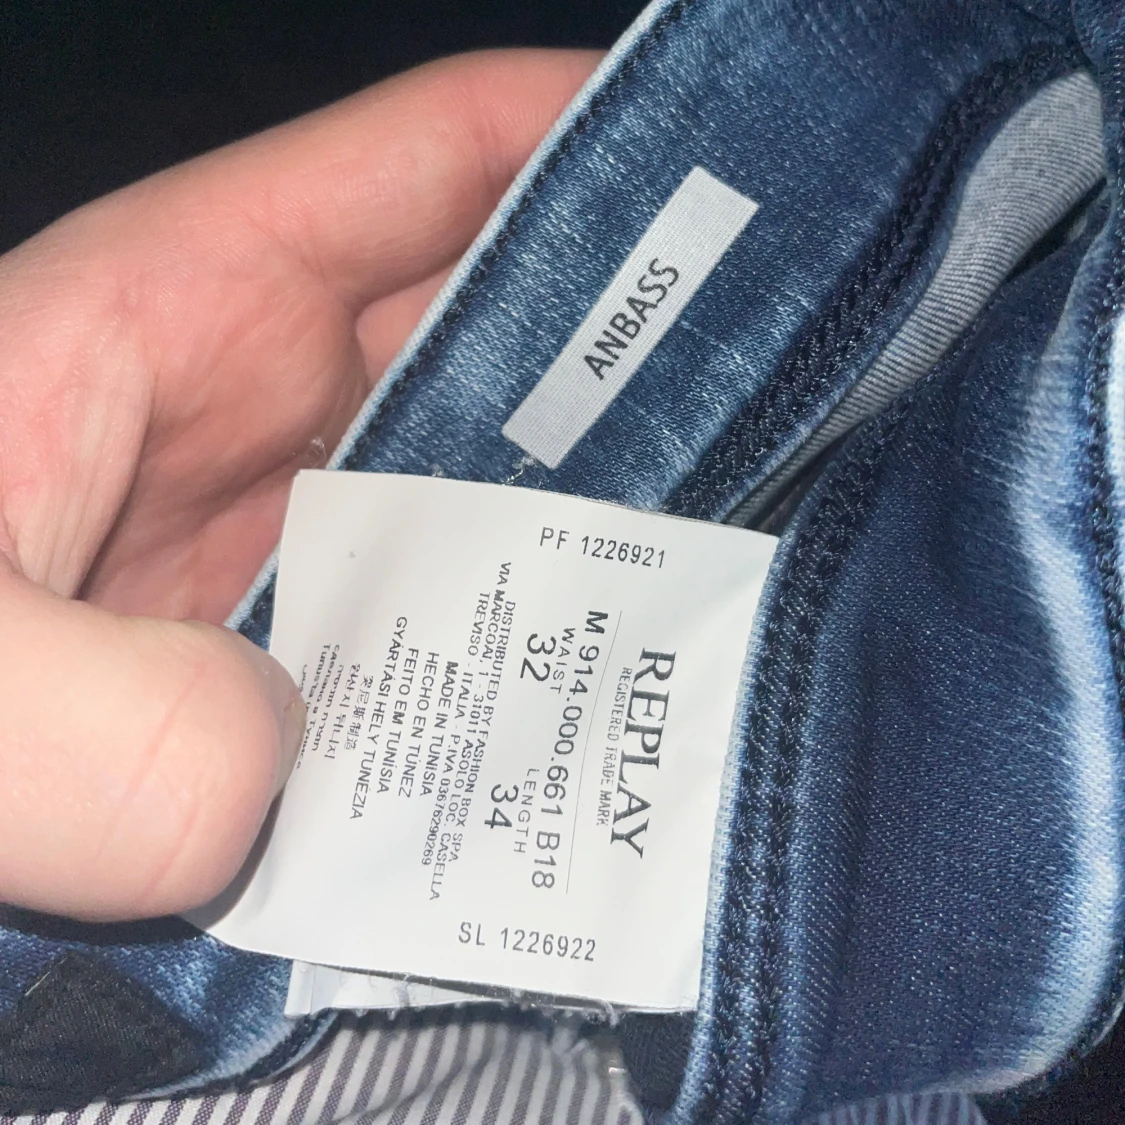 ANBASS
PF 1226921
REPLAY
REGISTERED TRADE MARK
M 914.000.661 B18
WAIST LENGTH
32 34
DISTRIBUTED BY FASHION BOX SPA
VIA MARCOAI, 1 - 31011 ASOLO LOC. CASELLA
TREVISO - ITALIA - P.IVA 03676290269
MADE IN TUNISIA
HECHO EN TÚNEZ
FEITO EM TUNÍSIA
GYÁRTÁSI HELY TUNÉZIA
SL 1226922